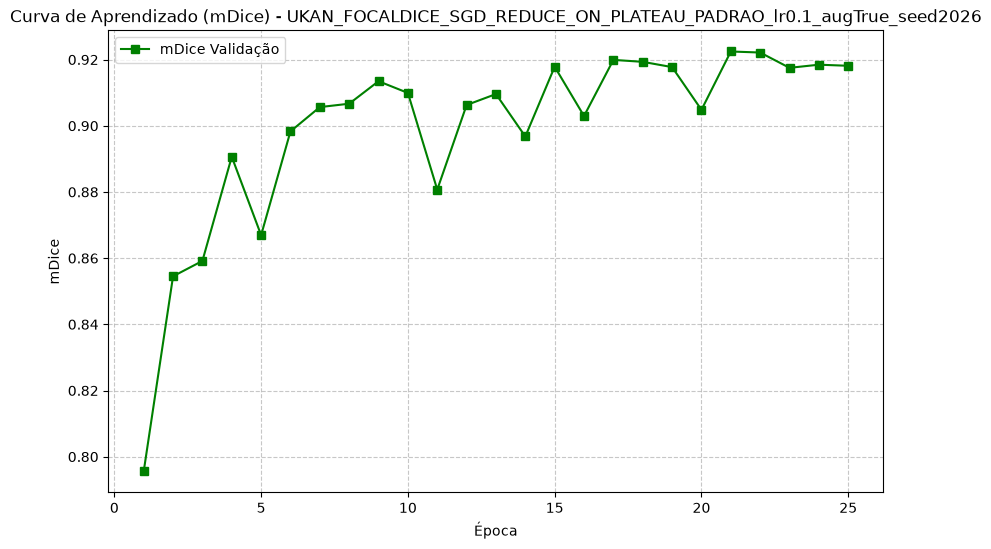 Curva de Aprendizado (mDice) - UKAN_FOCALDICE_SGD_REDUCE_ON_PLATEAU_PADRAO_lr0.1_augTrue_seed2026
mDice Validação
0.92
0.90
0.88
0.86
0.84
0.82
0.80
mDice
0 5 10 15 20 25
Época